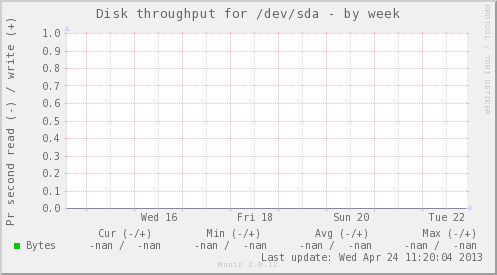 Disk throughput for /dev/sda - by week
RRDTOOL / TOBI OETIKER
Pr second read (-) / write (+)
1.0
0.9
0.8
0.7
0.6
0.5
0.4
0.3
0.2
0.1
0.0
Wed 16 Fri 18 Sun 20 Tue 22
Cur (-/+) Min (-/+) Avg (-/+) Max (-/+)
Bytes -nan / -nan -nan / -nan -nan / -nan -nan / -nan
Last update: Wed Apr 24 11:20:04 2013
Munin 2.0.12